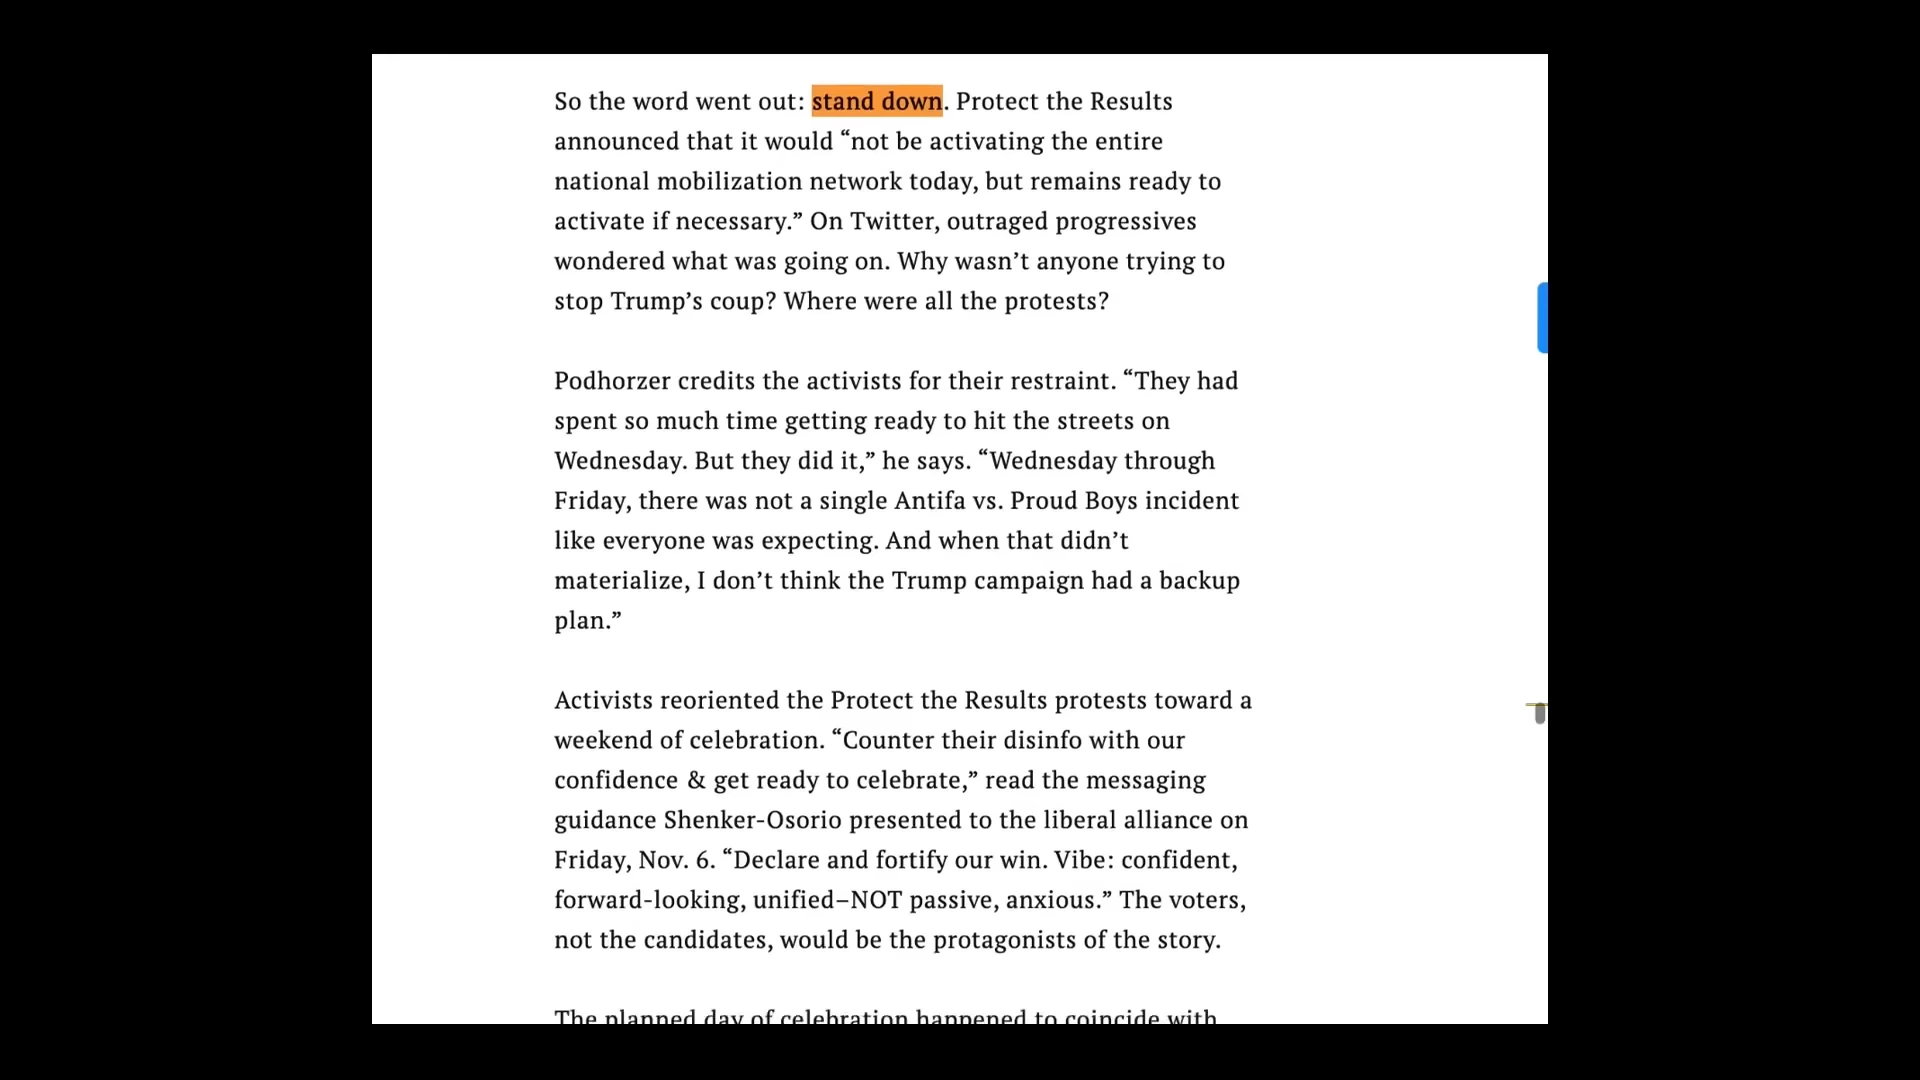 So the word went out: stand down. Protect the Results
announced that it would “not be activating the entire
national mobilization network today, but remains ready to
activate if necessary.” On Twitter, outraged progressives
wondered what was going on. Why wasn’t anyone trying to
stop Trump’s coup? Where were all the protests?
Podhorzer credits the activists for their restraint. “They had
spent so much time getting ready to hit the streets on
Wednesday. But they did it,” he says. “Wednesday through
Friday, there was not a single Antifa vs. Proud Boys incident
like everyone was expecting. And when that didn’t
materialize, I don’t think the Trump campaign had a backup
plan.”
Activists reoriented the Protect the Results protests toward a
weekend of celebration. “Counter their disinfo with our
confidence & get ready to celebrate,” read the messaging
guidance Shenker-Osorio presented to the liberal alliance on
Friday, Nov. 6. “Declare and fortify our win. Vibe: confident,
forward-looking, unified–NOT passive, anxious.” The voters,
not the candidates, would be the protagonists of the story.
The planned day of celebration happened to coincide with